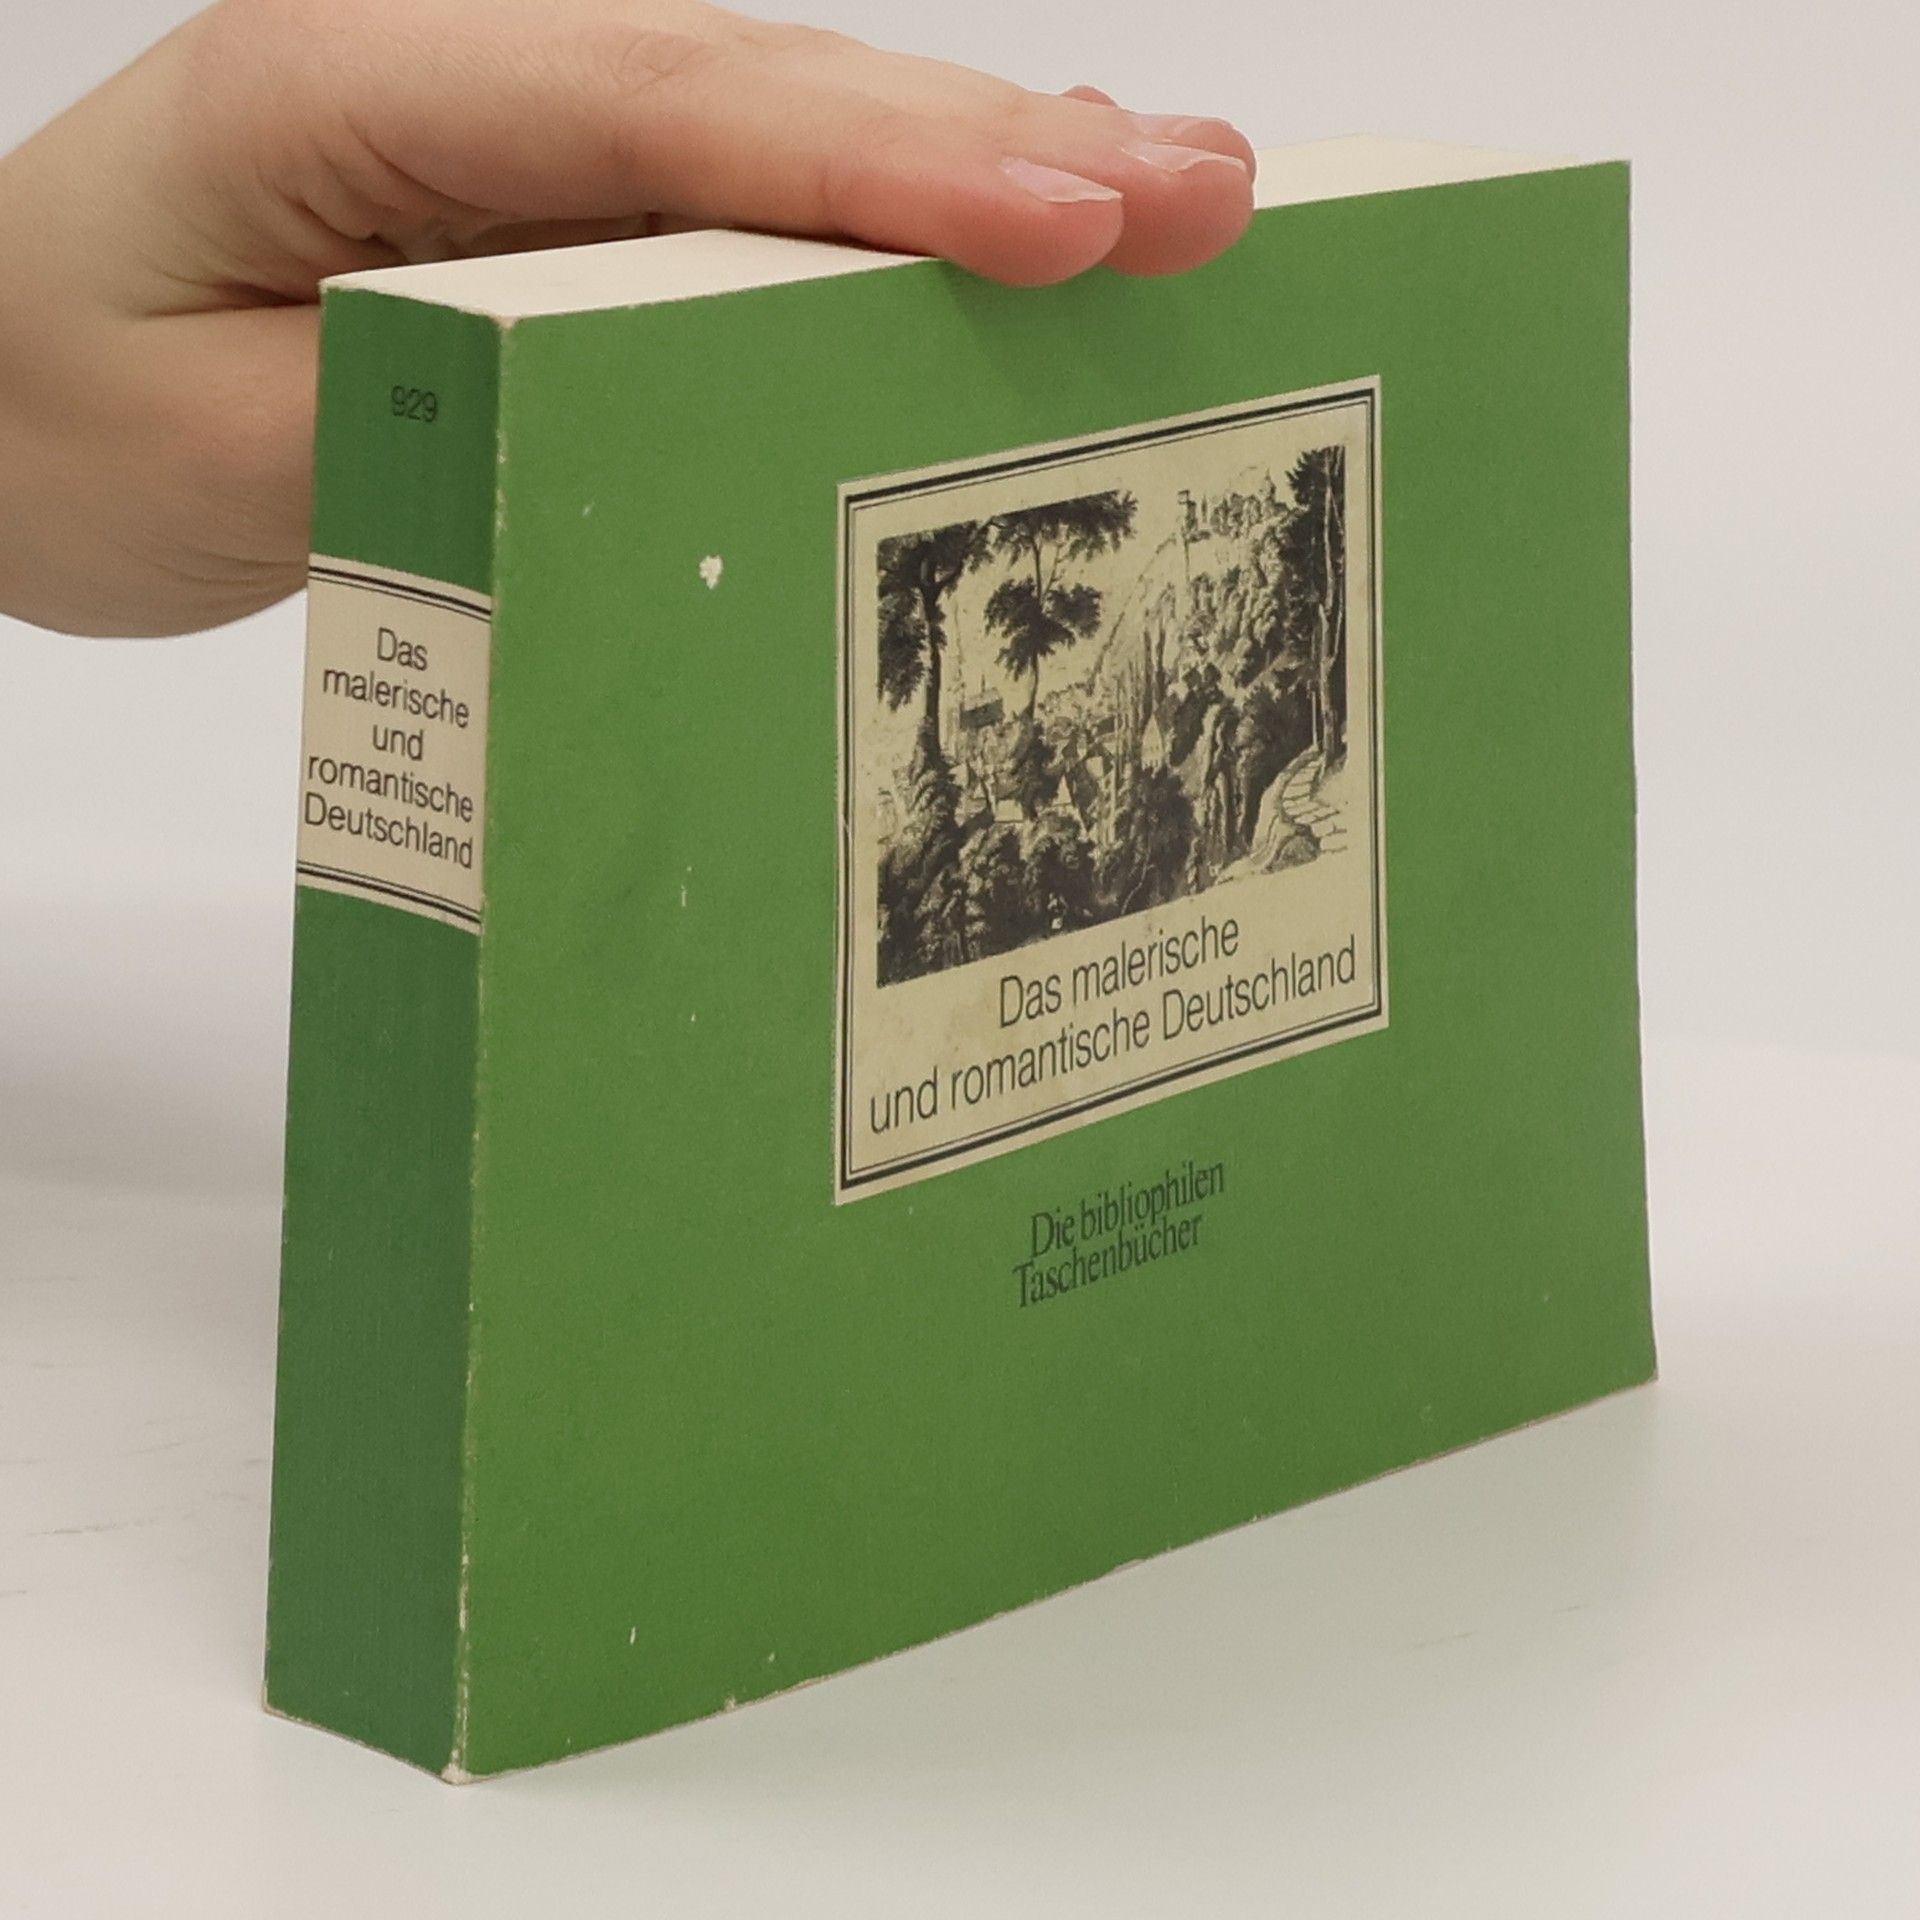 929
Das
malerische
und
romantische
Deutschland
Das malerische
und romantische Deutschland
Die bibliophilen
Taschenbücher